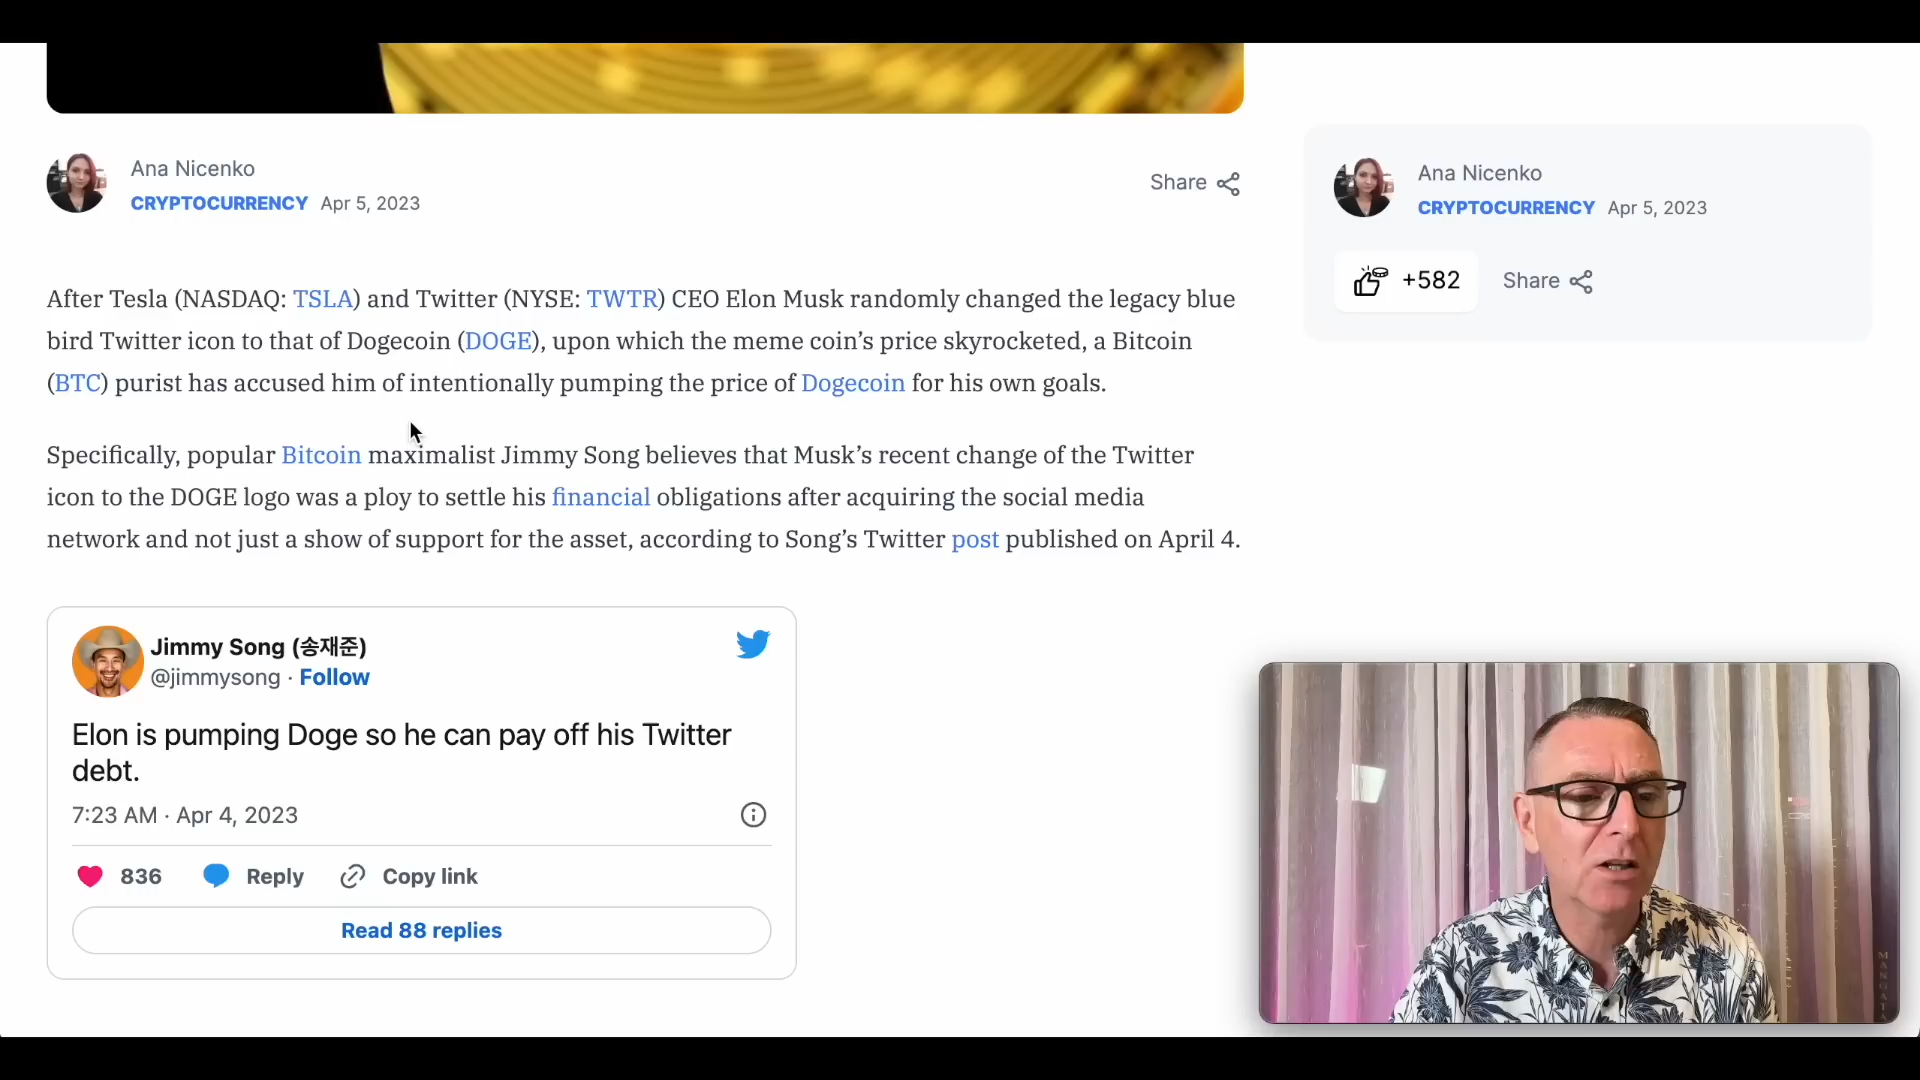 Ana Nicenko
CRYPTOCURRENCY Apr 5, 2023
Share
Ana Nicenko
CRYPTOCURRENCY Apr 5, 2023
+582 Share
After Tesla (NASDAQ: TSLA) and Twitter (NYSE: TWTR) CEO Elon Musk randomly changed the legacy blue
bird Twitter icon to that of Dogecoin (DOGE), upon which the meme coin’s price skyrocketed, a Bitcoin
(BTC) purist has accused him of intentionally pumping the price of Dogecoin for his own goals.
Specifically, popular Bitcoin maximalist Jimmy Song believes that Musk’s recent change of the Twitter
icon to the DOGE logo was a ploy to settle his financial obligations after acquiring the social media
network and not just a show of support for the asset, according to Song’s Twitter post published on April 4.
Jimmy Song (송재준)
@jimmysong · Follow
Elon is pumping Doge so he can pay off his Twitter
debt.
7:23 AM · Apr 4, 2023
836 Reply Copy link
Read 88 replies
MANGATA